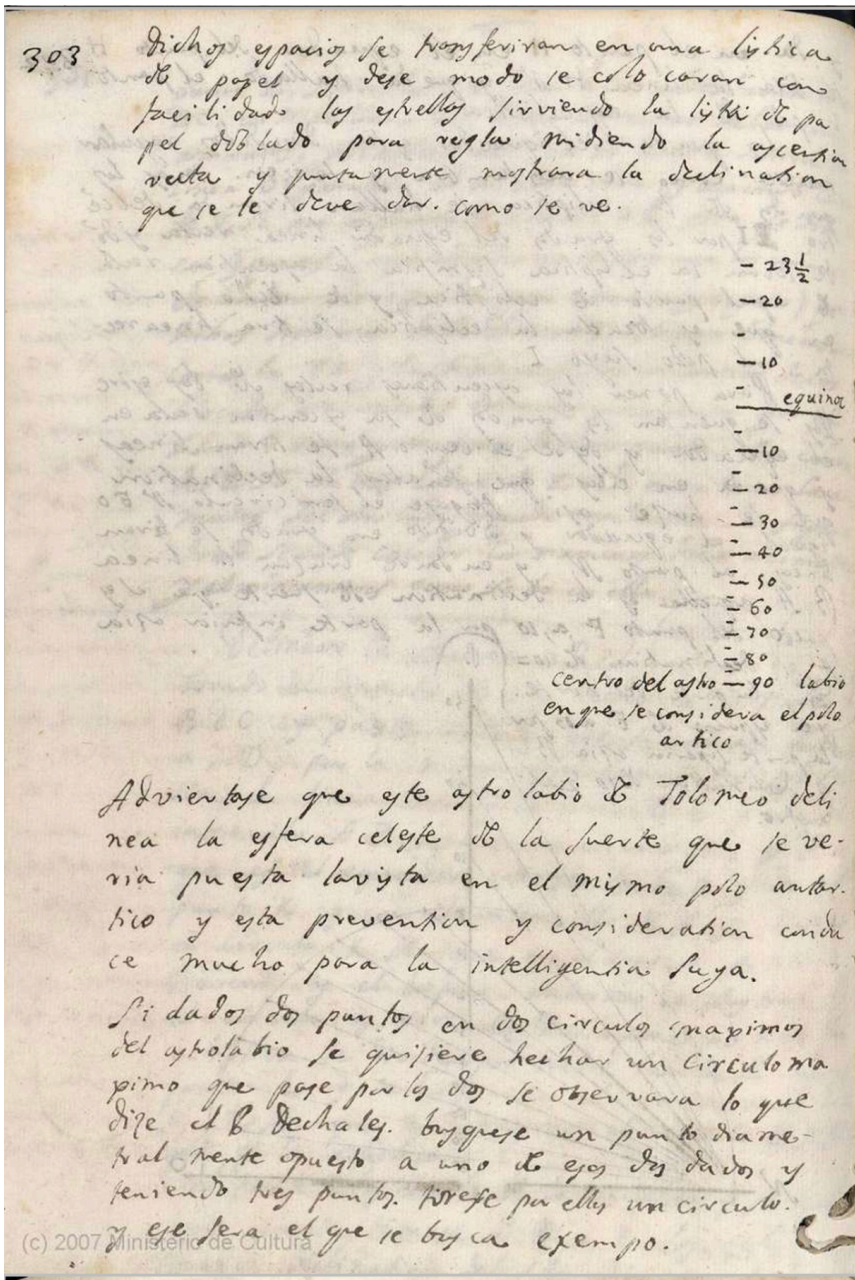 303
Dichos espacios se transferiran en una listica
de papel y dese modo se colocaran con
facilidad las estrellas sirviendo la lista de pa
pel doblado para regla midiendo la ascention
recta y juntamente mostrara la declination
que se le deve dar. como se ve.
– 23 1/2
– 20
– 10
equinoc
– 10
– 20
– 30
– 40
– 50
– 60
– 70
– 80
centro del astro – 90 labio
en que se considera el polo
artico
Adviertase que este astrolabio de Tolomeo deli
nea la esfera celeste de la suerte que se ve-
ria puesta la vista en el mismo polo antar-
tico y esta prevention y consideration condu
ce mucho para la intelligentia suya.
Si dados dos puntos en dos circulos maximos
del astrolabio se quisiere hechar un circulo ma
ximo que pase por los dos se observara lo que
dize el P Dechales. busquese un punto diame-
tralmente opuesto a uno de esos dos dados y
teniendo tres puntos. tirese por ellos un circulo.
y ese sera el que se busca exempo.
(c) 2007 Ministério de Cultura